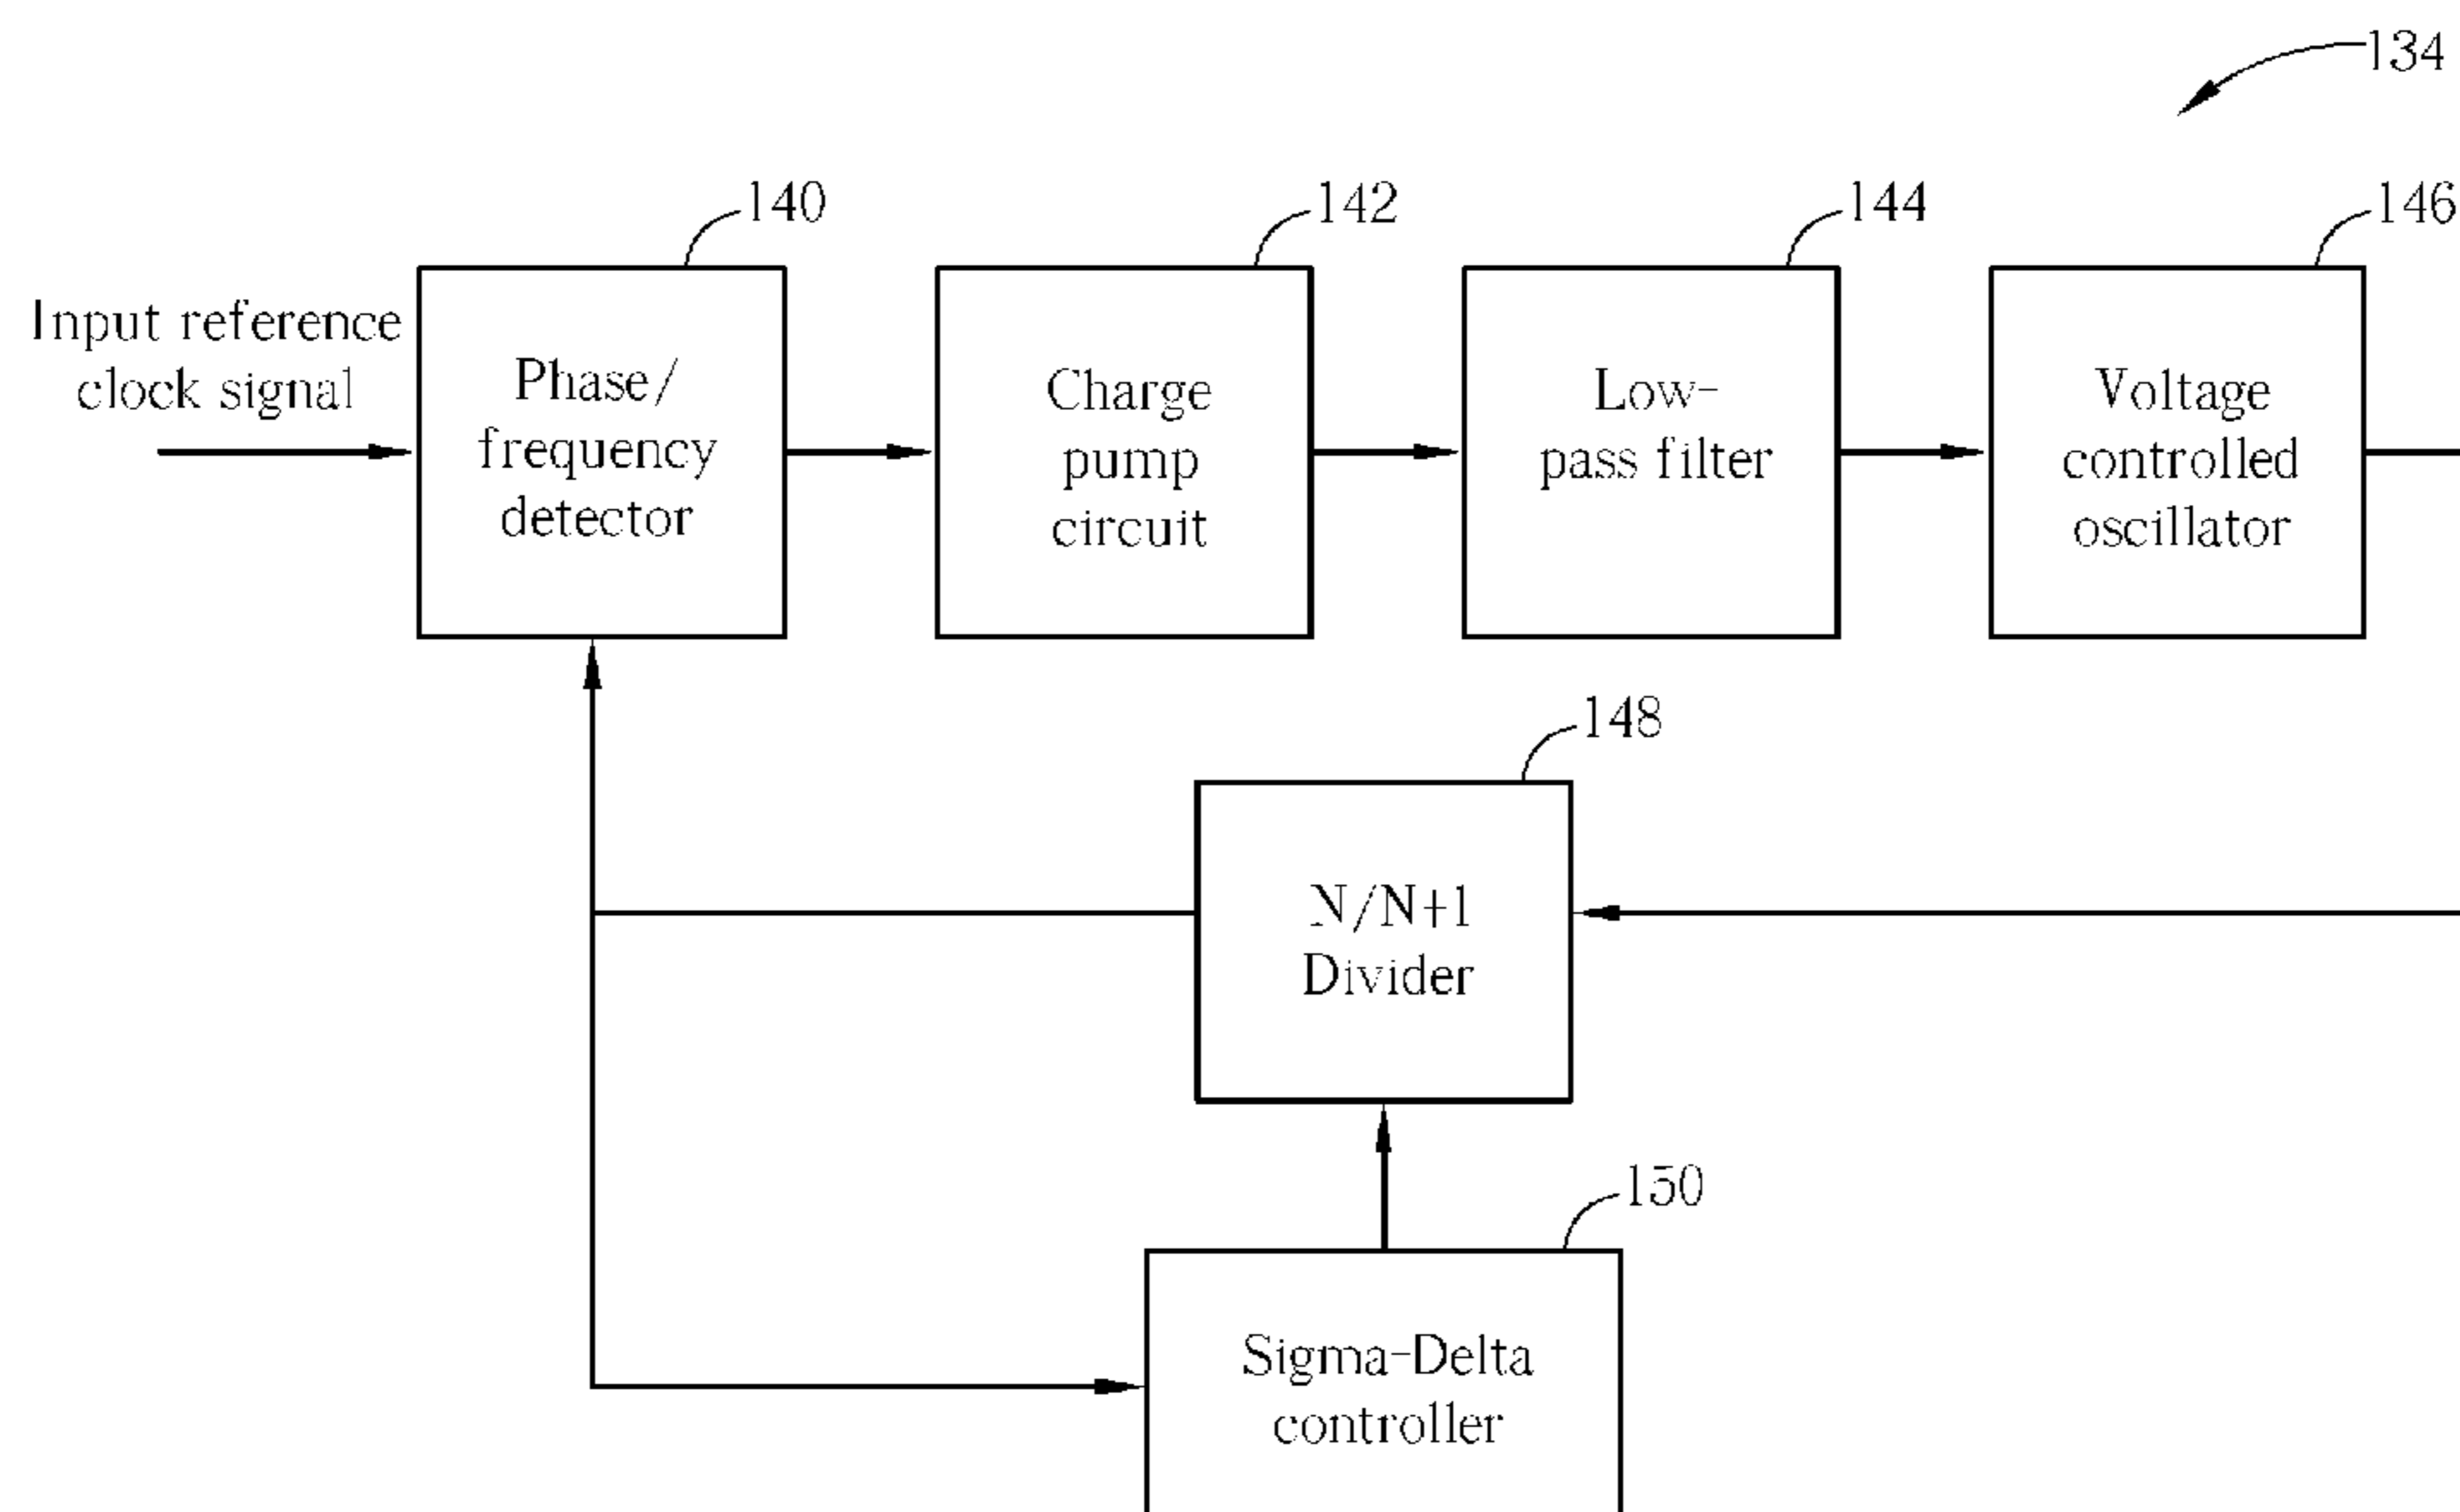 134
140
142
144
146
Input reference
clock signal
Phase/
frequency
detector
Charge
pump
circuit
Low-
pass filter
Voltage
controlled
oscillator
148
N/N+1
Divider
150
Sigma-Delta
controller